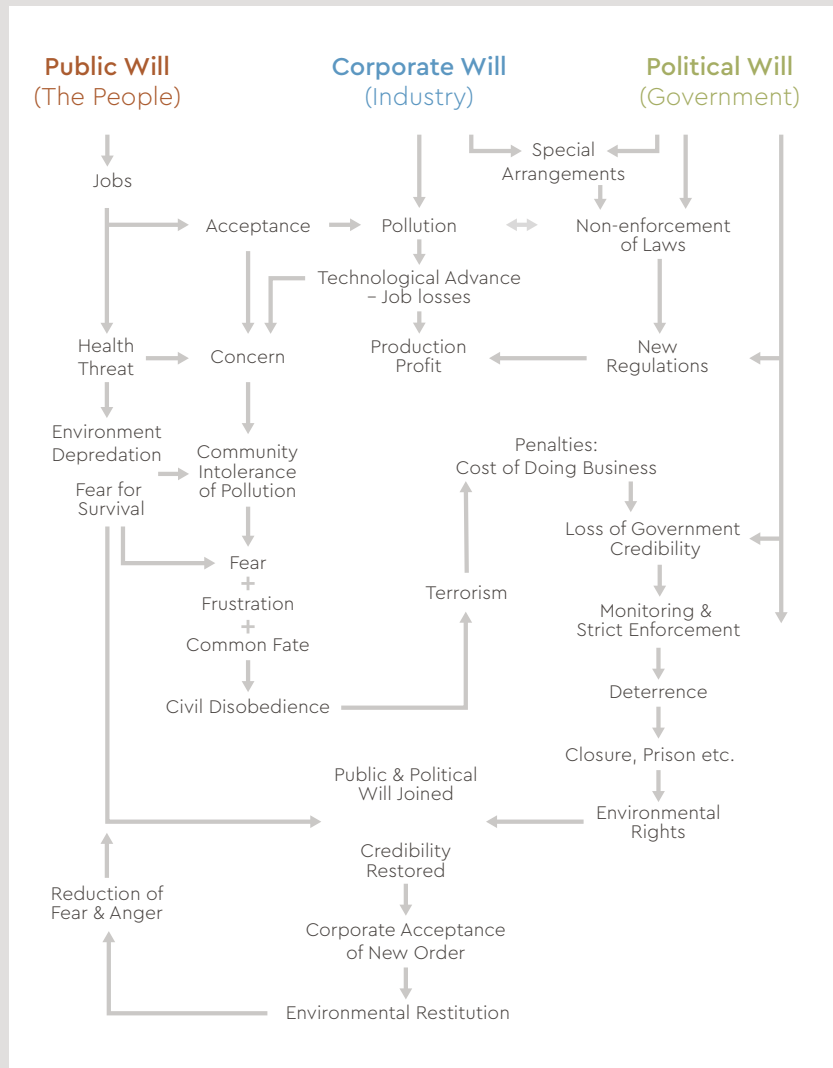 Public Will
(The People)
Corporate Will
(Industry)
Political Will
(Government)
Special
Arrangements
Jobs
Acceptance
Pollution
Non-enforcement
of Laws
Technological Advance
– Job losses
Health
Threat
Concern
Production
Profit
New
Regulations
Environment
Depredation
Community
Intolerance
of Pollution
Penalties:
Cost of Doing Business
Fear for
Survival
Loss of Government
Credibility
Fear
+
Frustration
+
Common Fate
Terrorism
Monitoring &
Strict Enforcement
Civil Disobedience
Deterrence
Closure, Prison etc.
Public & Political
Will Joined
Environmental
Rights
Credibility
Restored
Reduction of
Fear & Anger
Corporate Acceptance
of New Order
Environmental Restitution